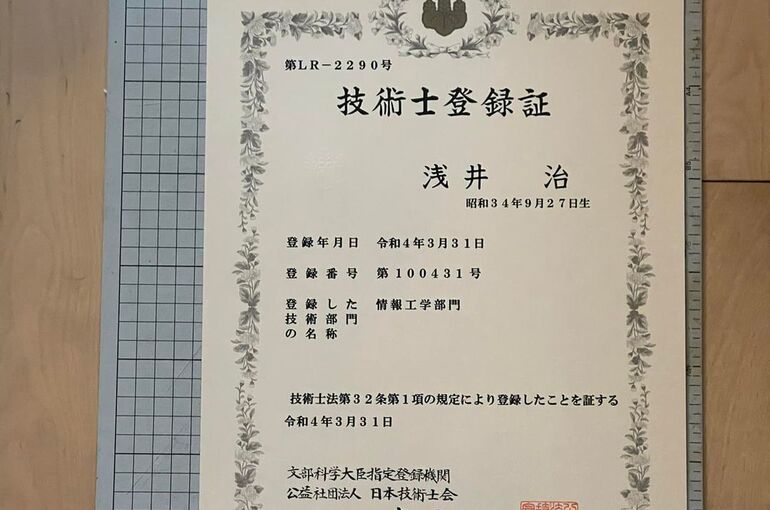 第LR－2290号
技術士登録証
浅井　治
昭和34年9月27日生
登録年月日　令和4年3月31日
登録番号　第100431号
登録した　情報工学部門
技術部門
の名称
技術士法第32条第1項の規定により登録したことを証する
令和4年3月31日
文部科学大臣指定登録機関
公益社団法人　日本技術士会